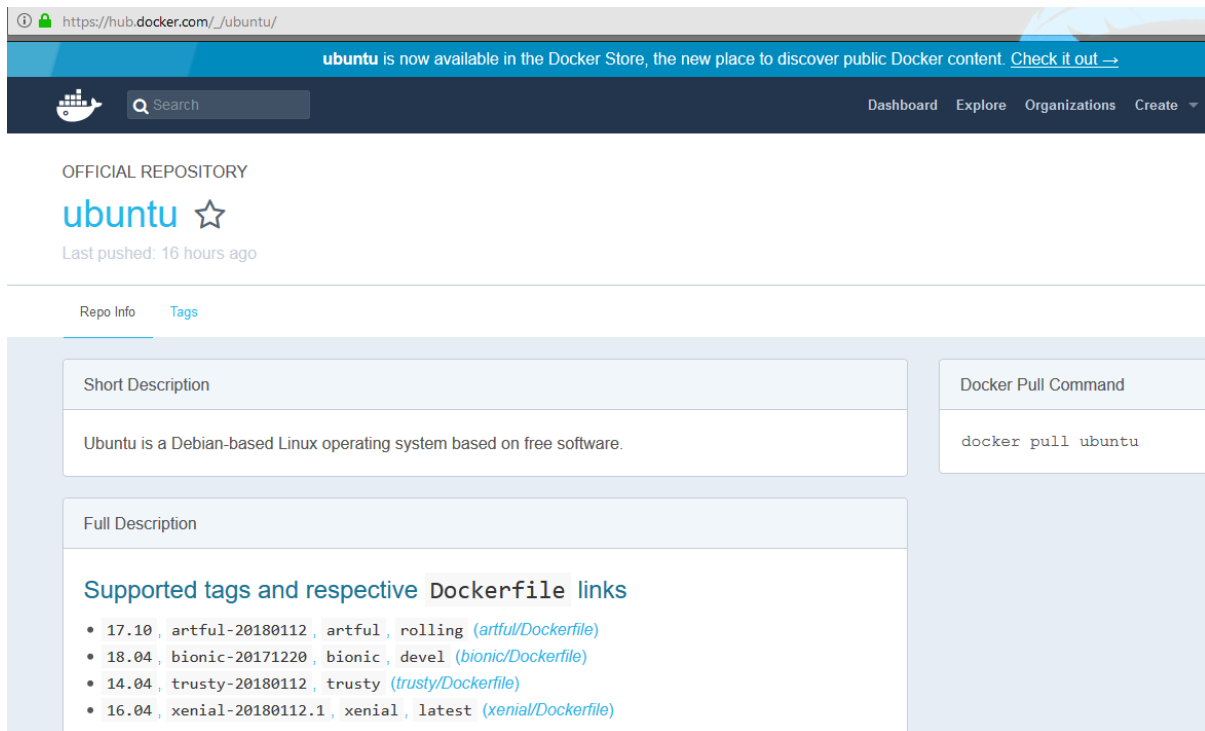 https://hub.docker.com/_/ubuntu/
ubuntu is now available in the Docker Store, the new place to discover public Docker content. Check it out →
Search
Dashboard Explore Organizations Create
OFFICIAL REPOSITORY
ubuntu
Last pushed: 16 hours ago
Repo Info Tags
Short Description
Ubuntu is a Debian-based Linux operating system based on free software.
Docker Pull Command
docker pull ubuntu
Full Description
Supported tags and respective Dockerfile links
• 17.10, artful-20180112, artful, rolling (artful/Dockerfile)
• 18.04, bionic-20171220, bionic, devel (bionic/Dockerfile)
• 14.04, trusty-20180112, trusty (trusty/Dockerfile)
• 16.04, xenial-20180112.1, xenial, latest (xenial/Dockerfile)